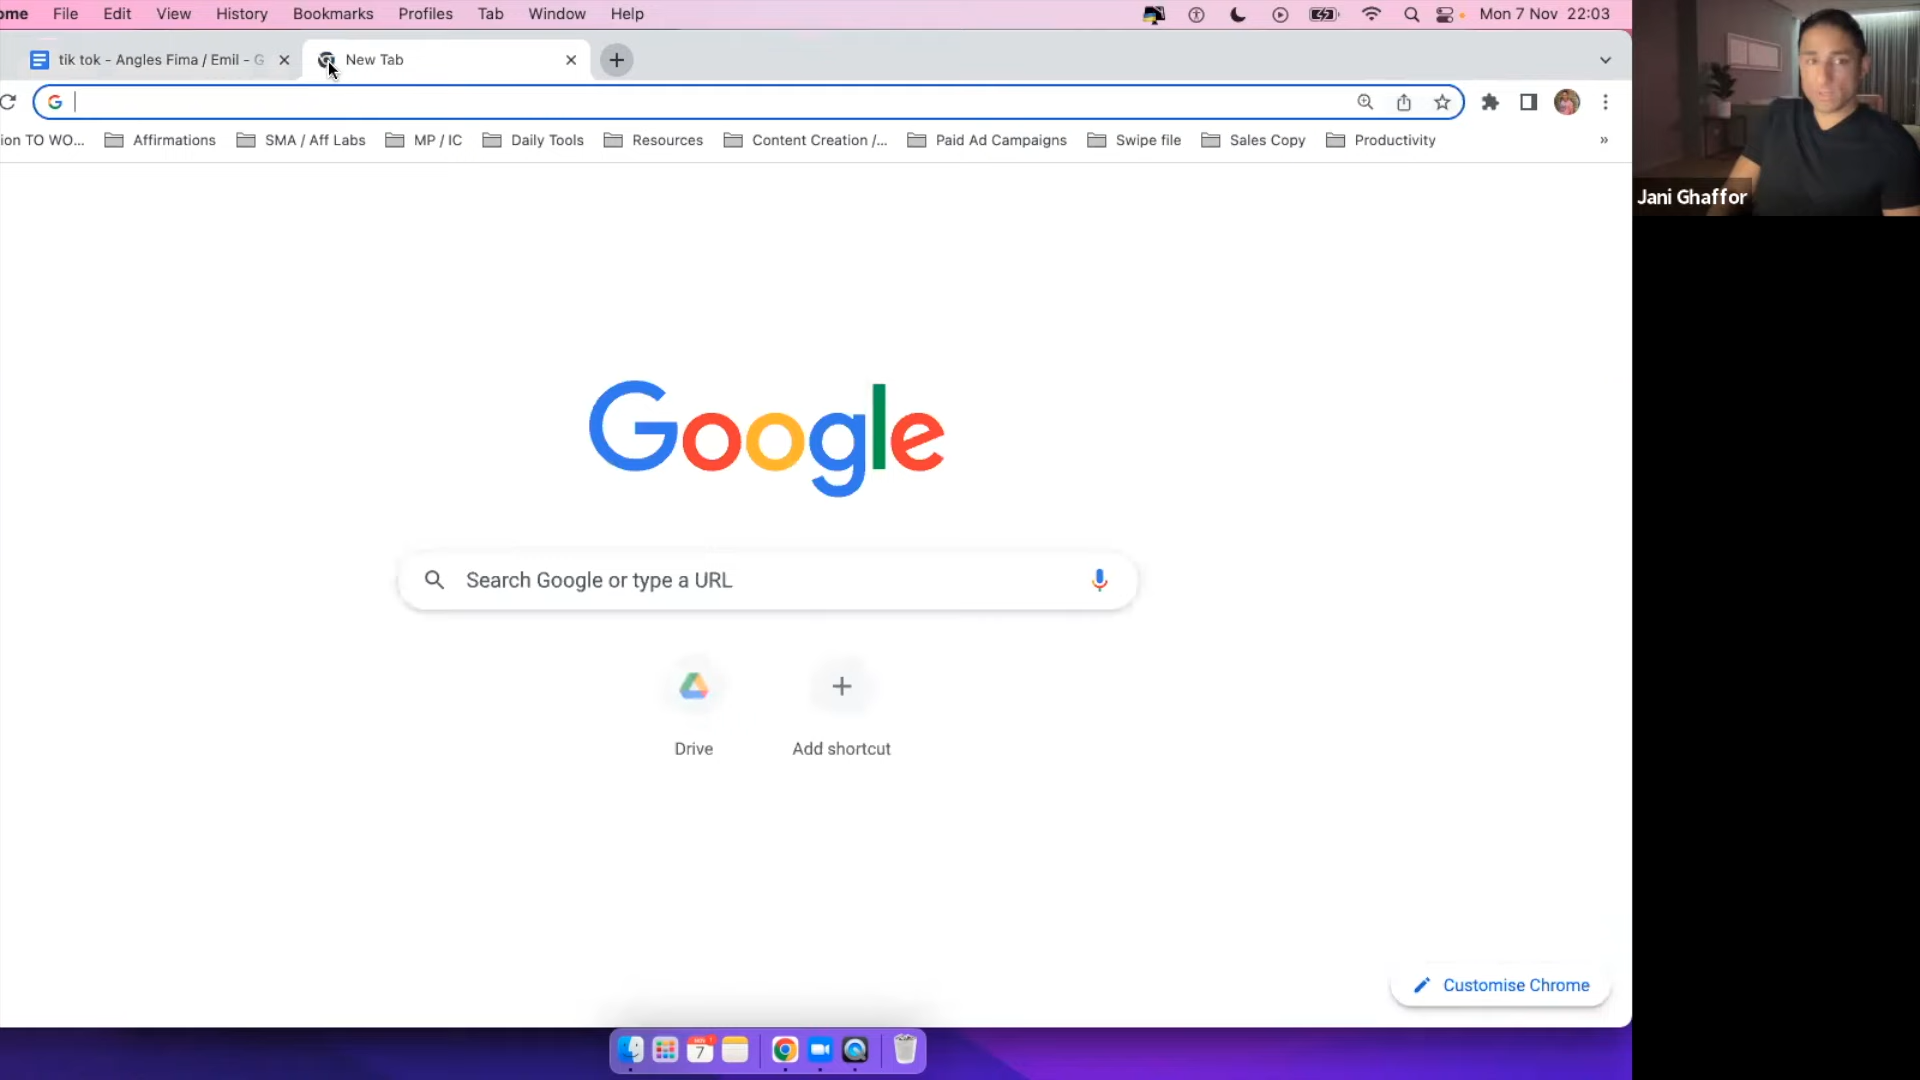 ome File Edit View History Bookmarks Profiles Tab Window Help Mon 7 Nov 22:03
tik tok - Angles Fima / Emil - G New Tab
ion TO WO... Affirmations SMA / Aff Labs MP / IC Daily Tools Resources Content Creation /... Paid Ad Campaigns Swipe file Sales Copy Productivity »
Jani Ghaffor
Google
Search Google or type a URL
Drive Add shortcut
Customise Chrome
7